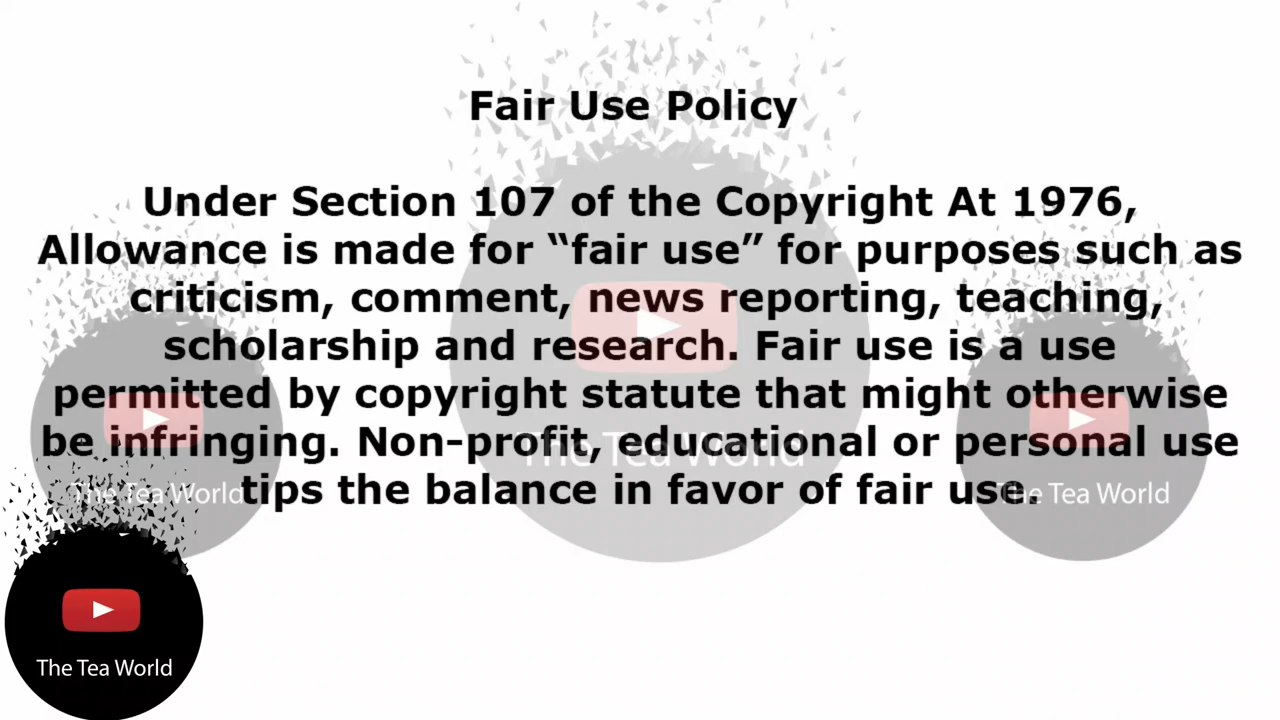 Fair Use Policy
Under Section 107 of the Copyright At 1976,
Allowance is made for “fair use” for purposes such as
criticism, comment, news reporting, teaching,
scholarship and research. Fair use is a use
permitted by copyright statute that might otherwise
be infringing. Non-profit, educational or personal use
tips the balance in favor of fair use.
The Tea World
The Tea World
The Tea World
The Tea World